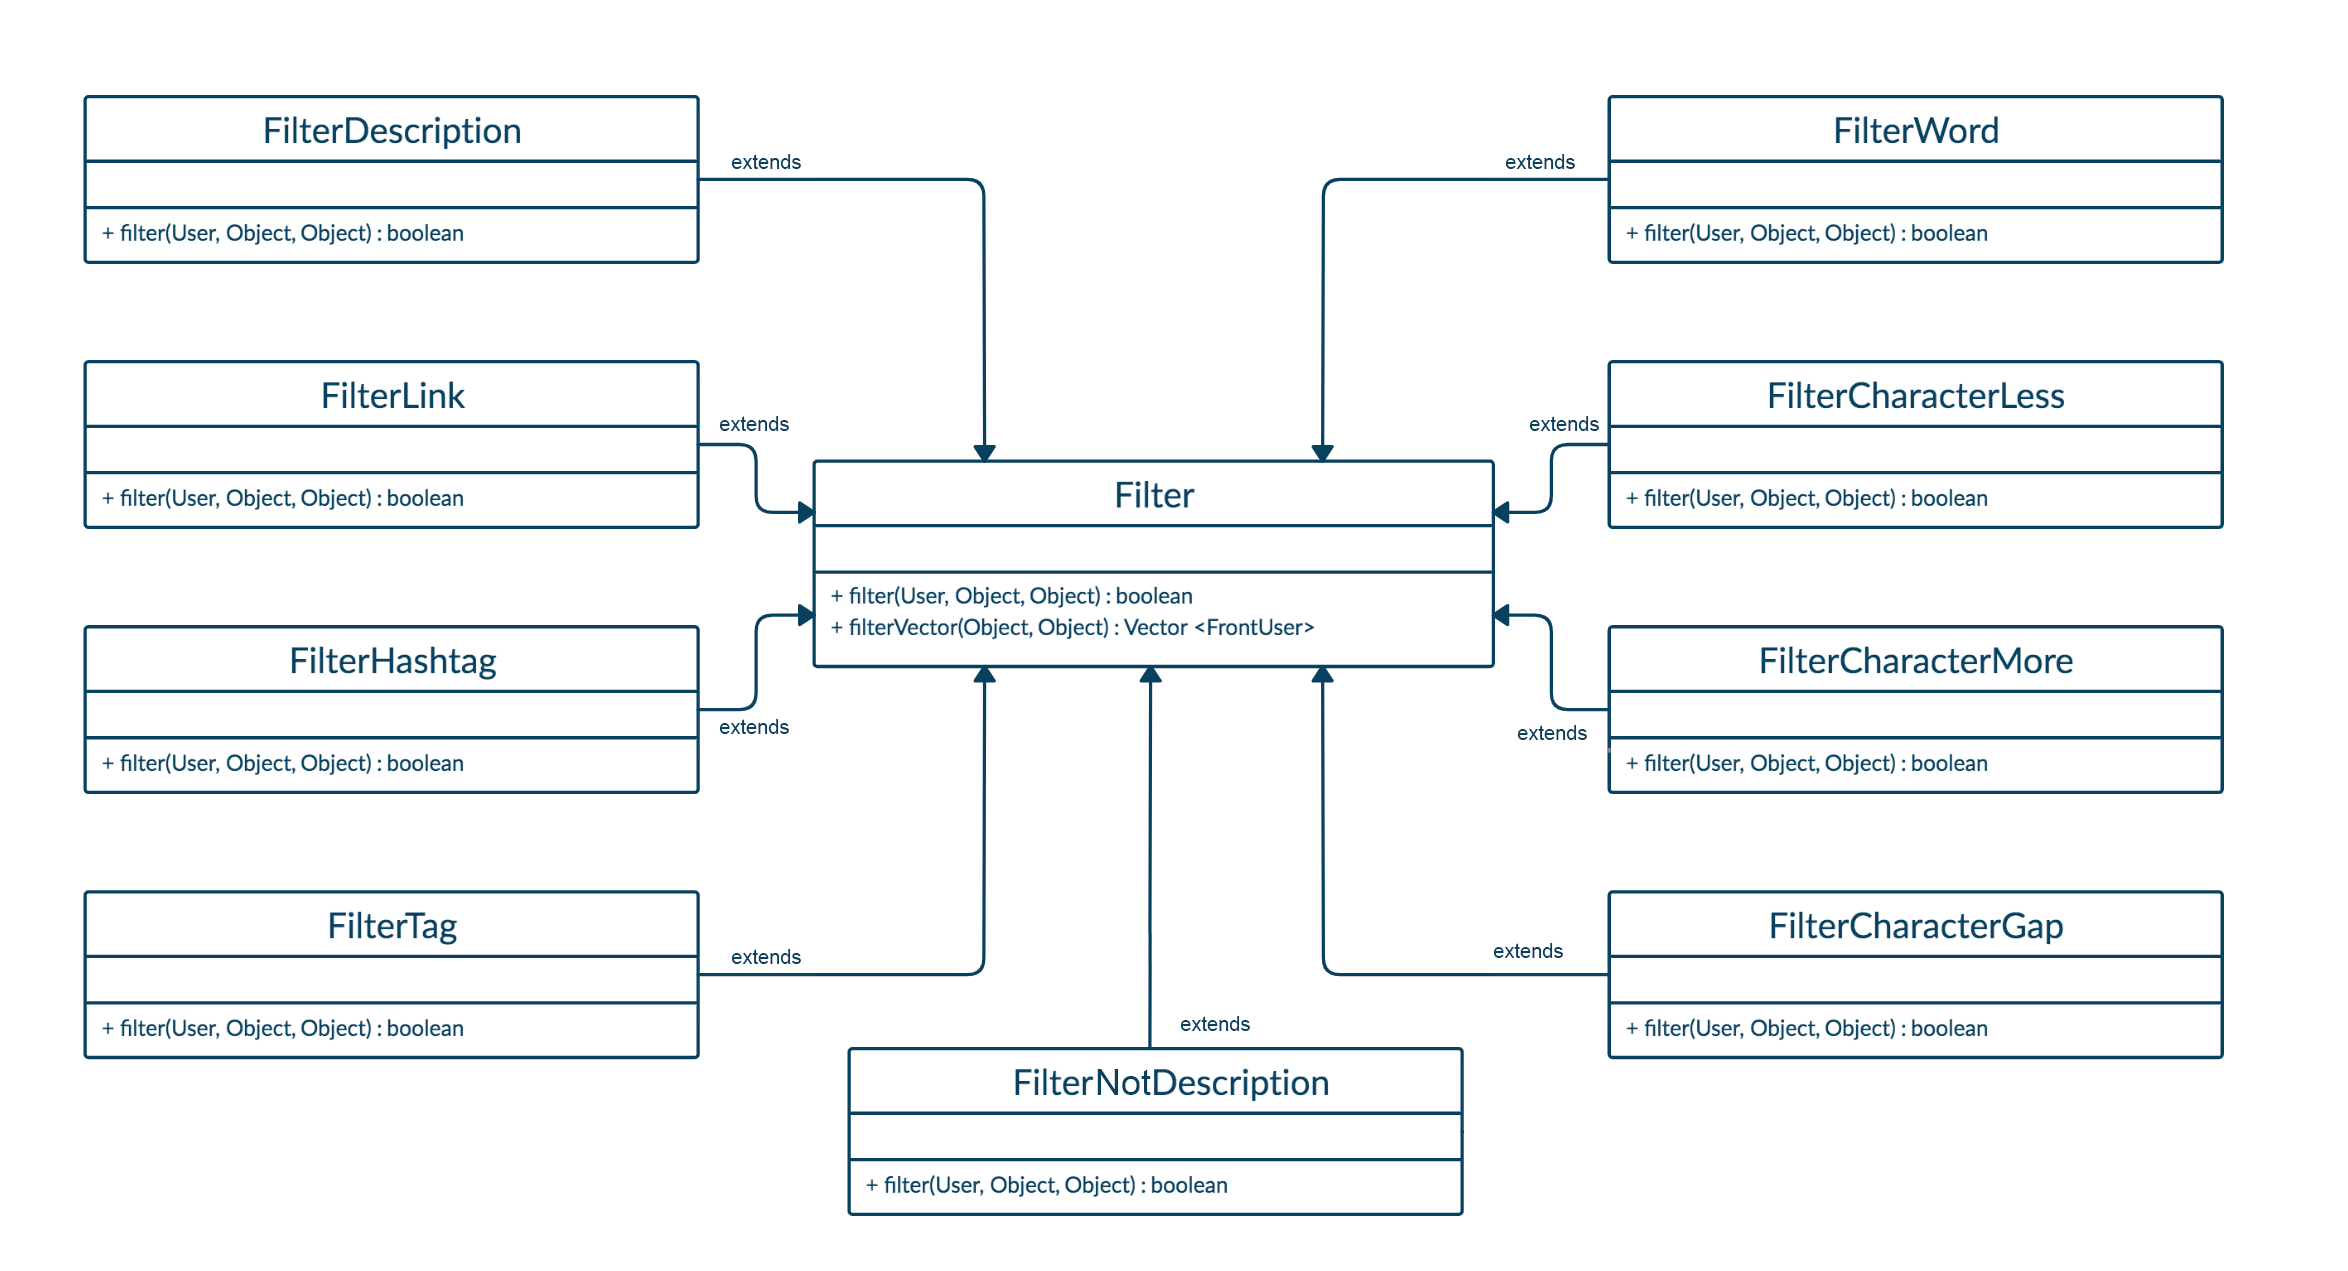 FilterDescription
+ filter(User, Object, Object) : boolean
extends
FilterWord
+ filter(User, Object, Object) : boolean
extends
FilterLink
+ filter(User, Object, Object) : boolean
extends
FilterCharacterLess
+ filter(User, Object, Object) : boolean
extends
Filter
+ filter(User, Object, Object) : boolean
+ filterVector(Object, Object) : Vector <FrontUser>
FilterHashtag
+ filter(User, Object, Object) : boolean
extends
FilterCharacterMore
+ filter(User, Object, Object) : boolean
extends
FilterTag
+ filter(User, Object, Object) : boolean
extends
FilterCharacterGap
+ filter(User, Object, Object) : boolean
extends
extends
FilterNotDescription
+ filter(User, Object, Object) : boolean